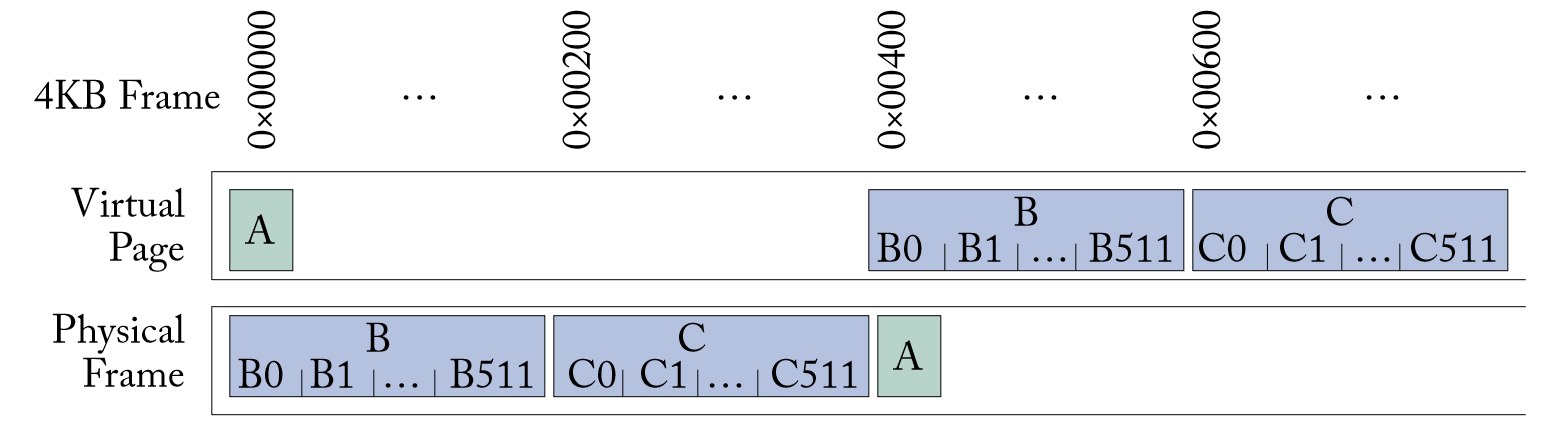 4KB Frame 0×00000 ... 0×00200 ... 0×00400 ... 0×00600 ...
Virtual Page
A
B
B0 B1 ... B511
C
C0 C1 ... C511
Physical Frame
B
B0 B1 ... B511
C
C0 C1 ... C511
A